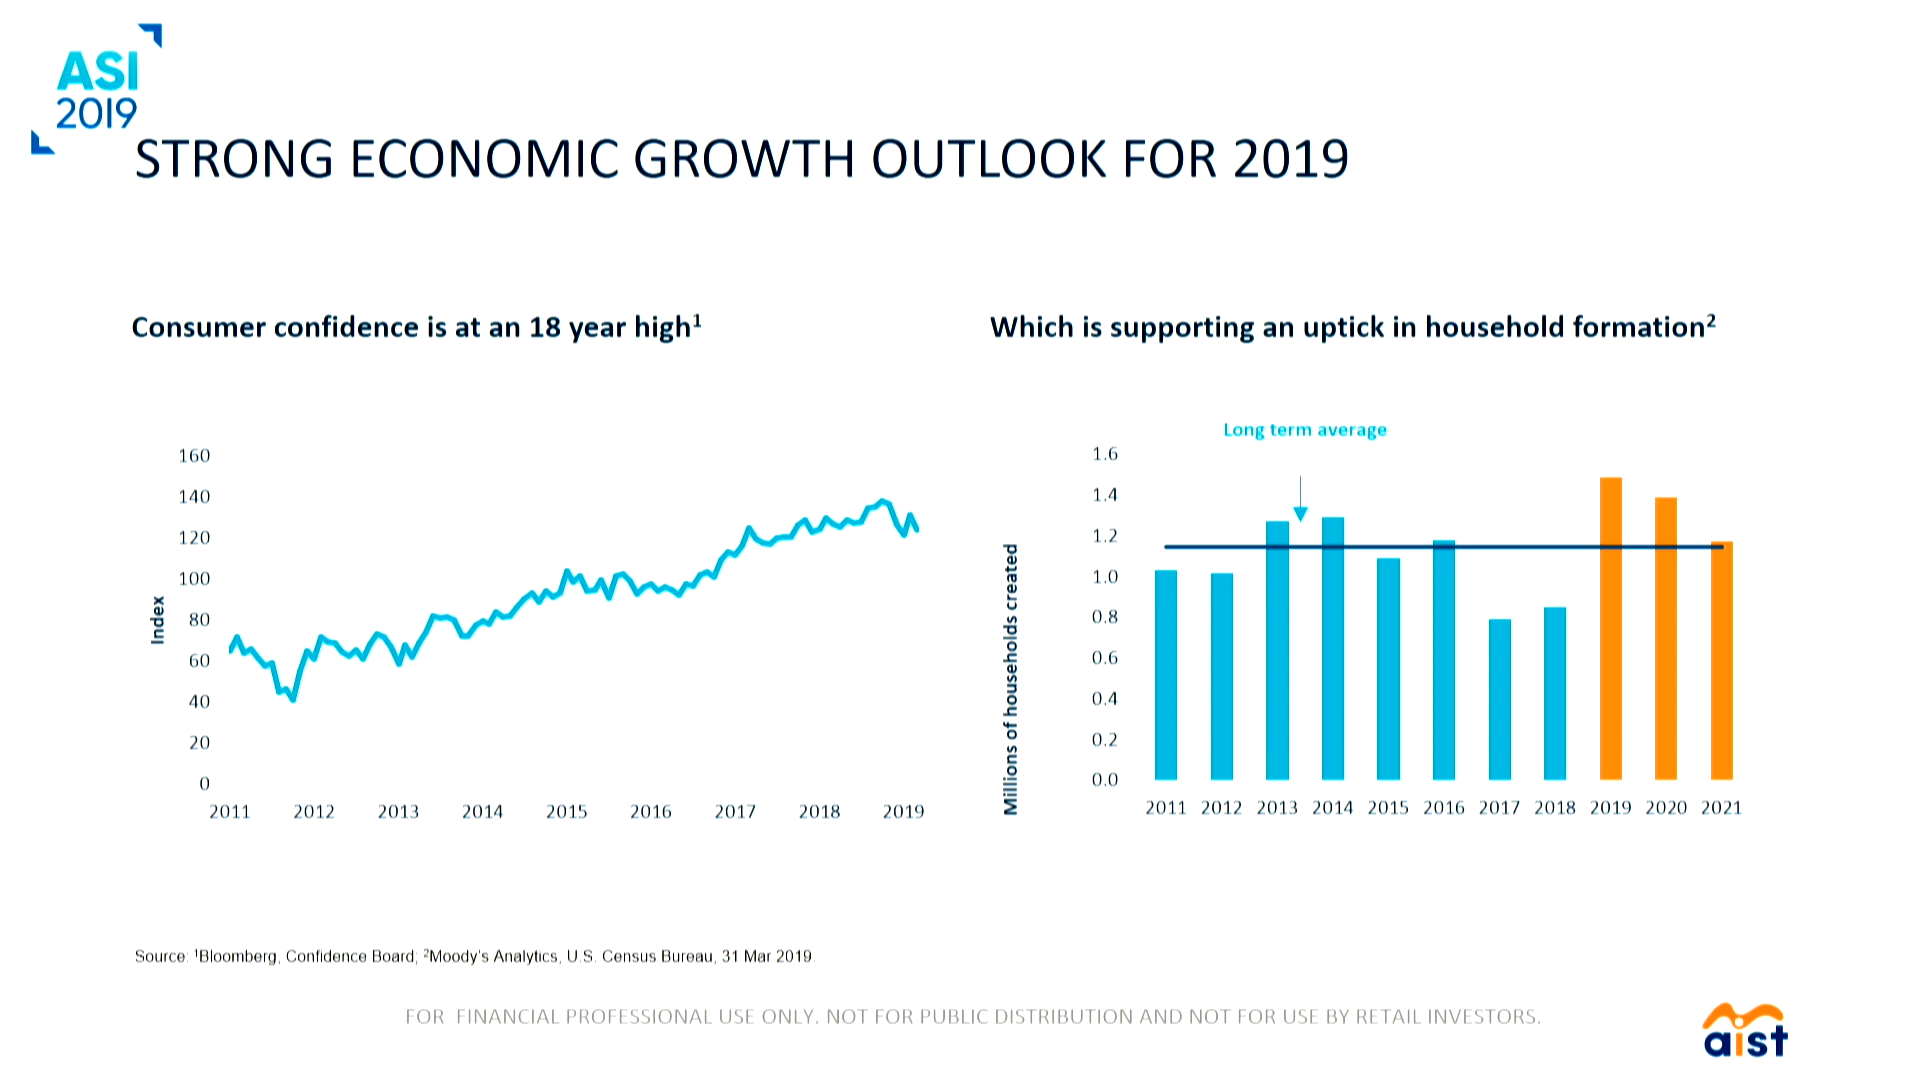 ASI
2019
STRONG ECONOMIC GROWTH OUTLOOK FOR 2019
Consumer confidence is at an 18 year high1
Index
160
140
120
100
80
60
40
20
0
2011 2012 2013 2014 2015 2016 2017 2018 2019
Which is supporting an uptick in household formation2
Long term average
Millions of households created
1.6
1.4
1.2
1.0
0.8
0.6
0.4
0.2
0.0
2011 2012 2013 2014 2015 2016 2017 2018 2019 2020 2021
Source: 1Bloomberg, Confidence Board; 2Moody's Analytics, U.S. Census Bureau, 31 Mar 2019
FOR FINANCIAL PROFESSIONAL USE ONLY. NOT FOR PUBLIC DISTRIBUTION AND NOT FOR USE BY RETAIL INVESTORS.
aist